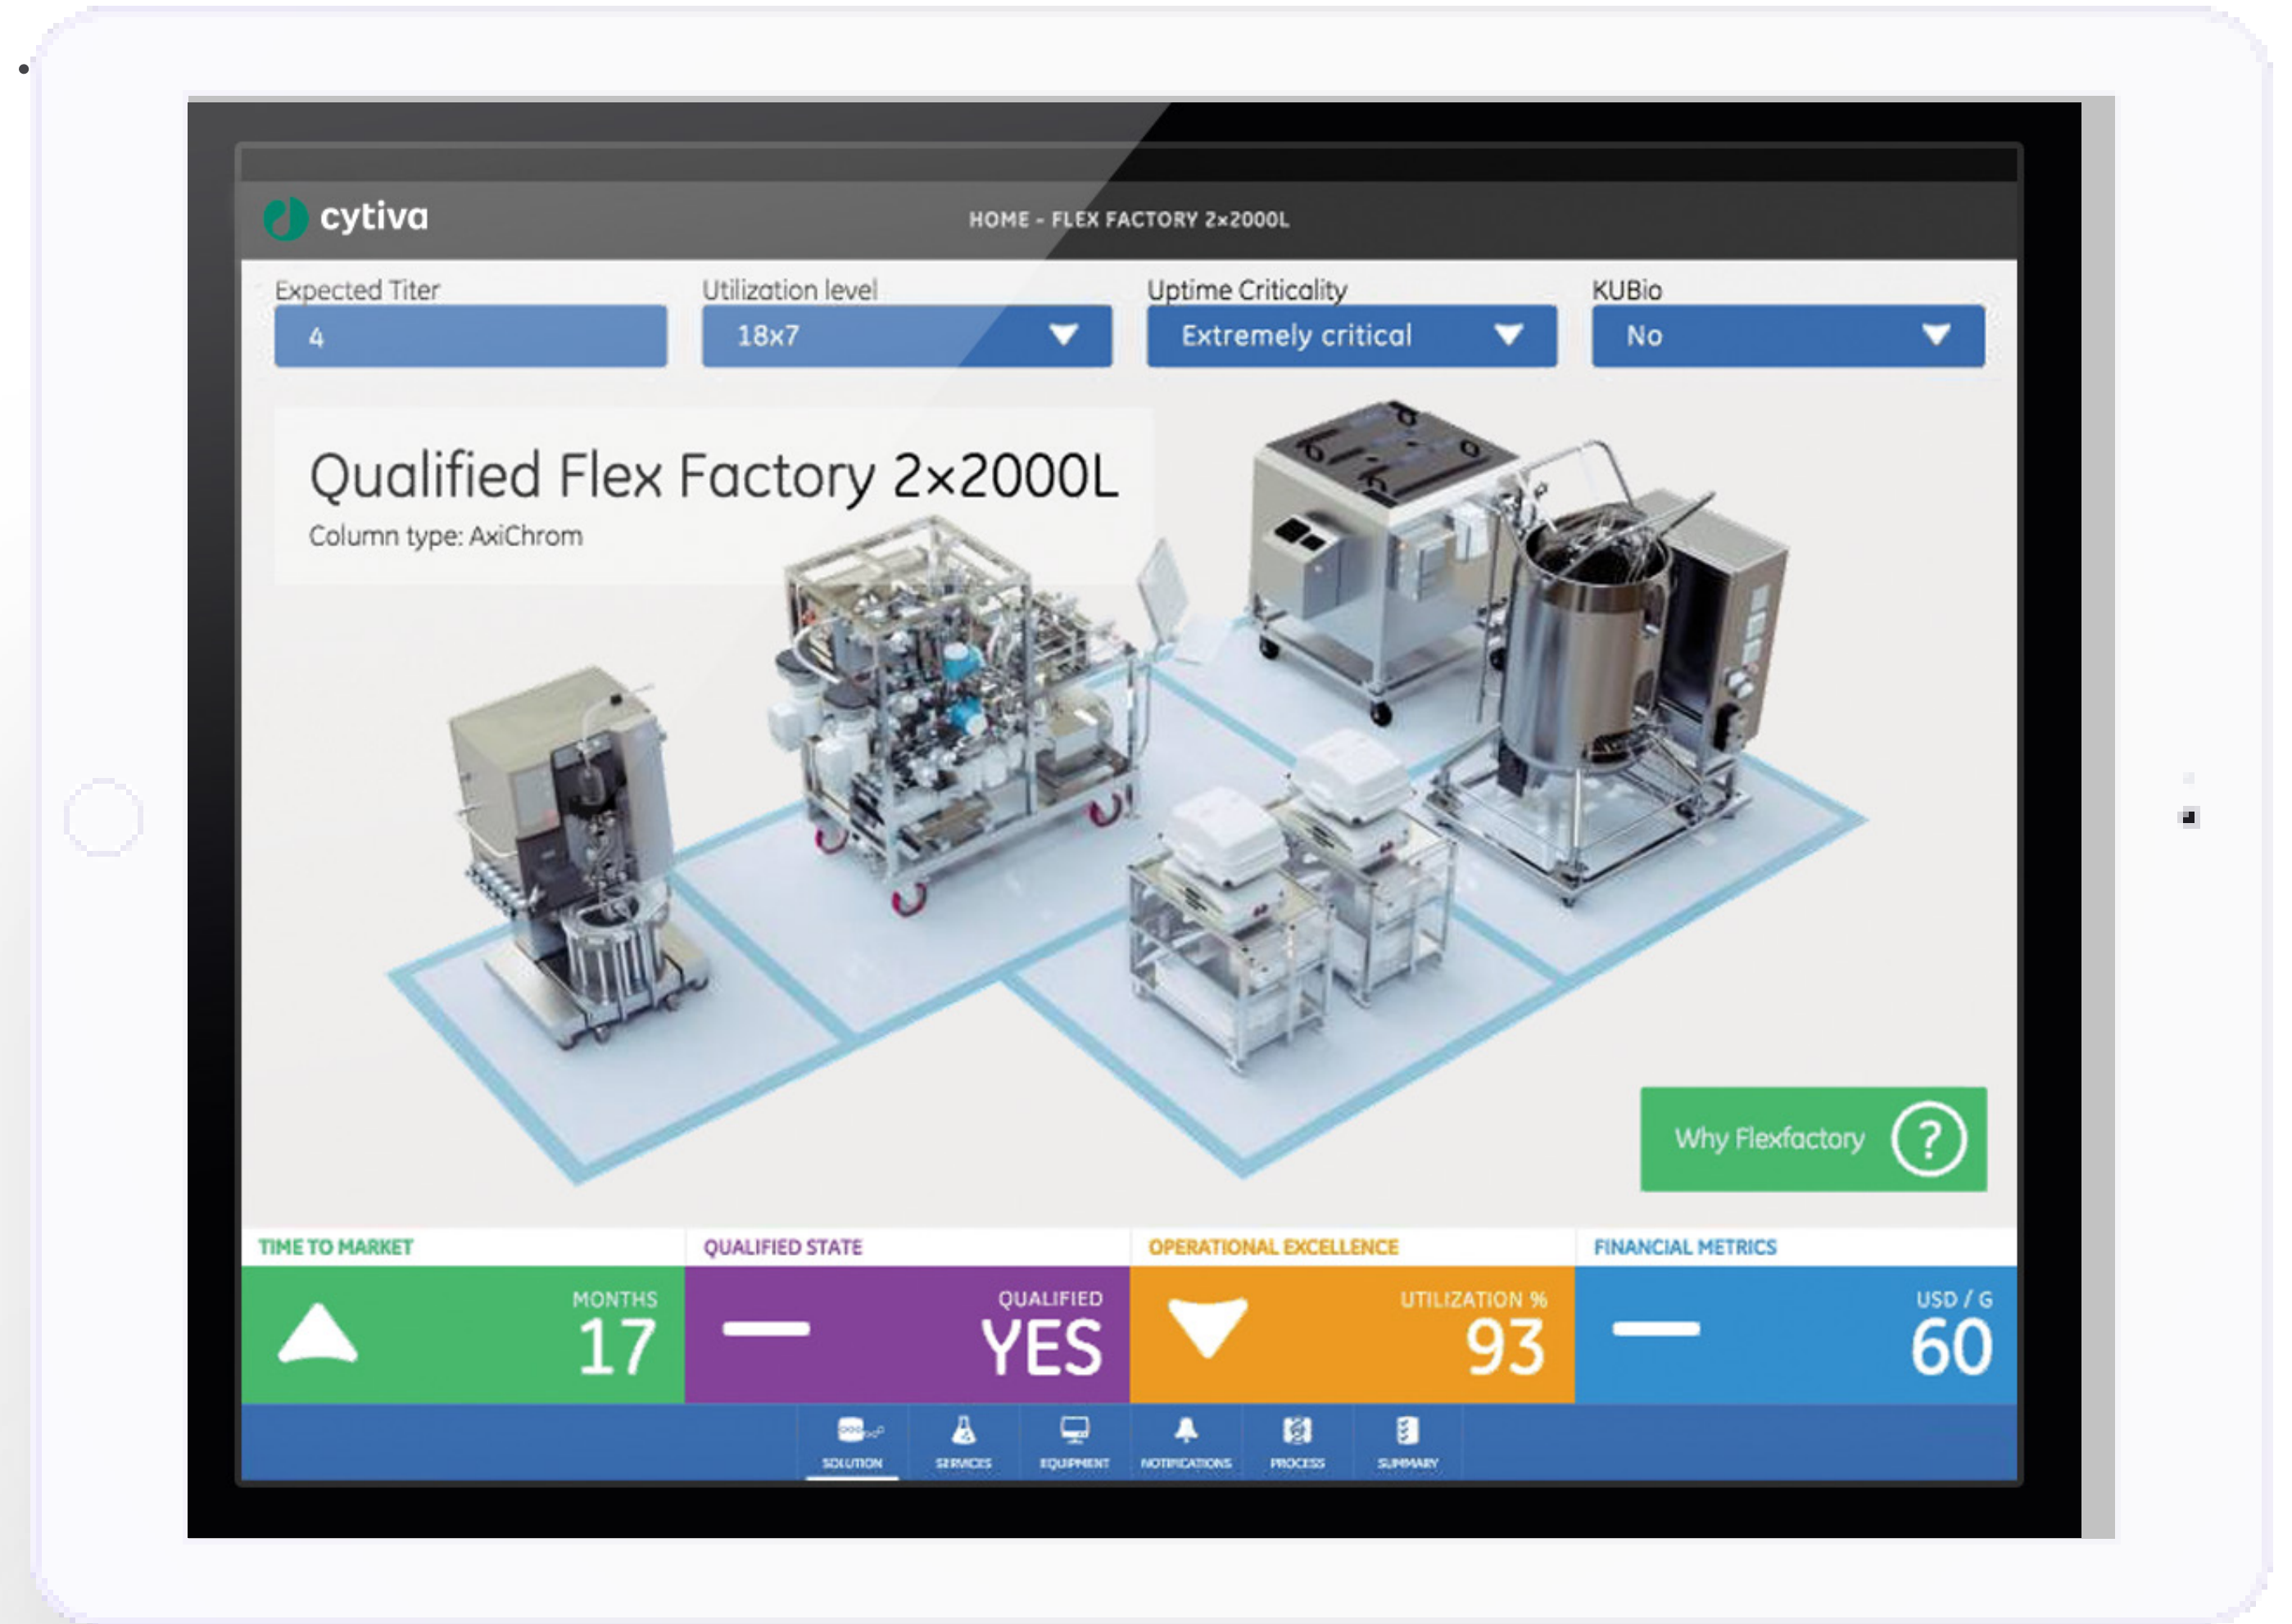 cytiva
HOME - FLEX FACTORY 2×2000L
Expected Titer
4
Utilization level
18x7
Uptime Criticality
Extremely critical
KUBio
No
Qualified Flex Factory 2×2000L
Column type: AxiChrom
Why Flexfactory ?
TIME TO MARKET
MONTHS
17
QUALIFIED STATE
QUALIFIED
YES
OPERATIONAL EXCELLENCE
UTILIZATION %
93
FINANCIAL METRICS
USD / G
60
SOLUTION
SERVICES
EQUIPMENT
NOTIFICATIONS
PROCESS
SUMMARY